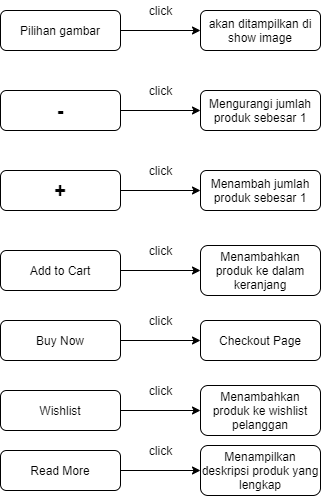 click
Pilihan gambar
akan ditampilkan di
show image
click
-
Mengurangi jumlah
produk sebesar 1
click
+
Menambah jumlah
produk sebesar 1
click
Add to Cart
Menambahkan
produk ke dalam
keranjang
click
Buy Now
Checkout Page
click
Wishlist
Menambahkan
produk ke wishlist
pelanggan
click
Read More
Menampilkan
deskripsi produk yang
lengkap